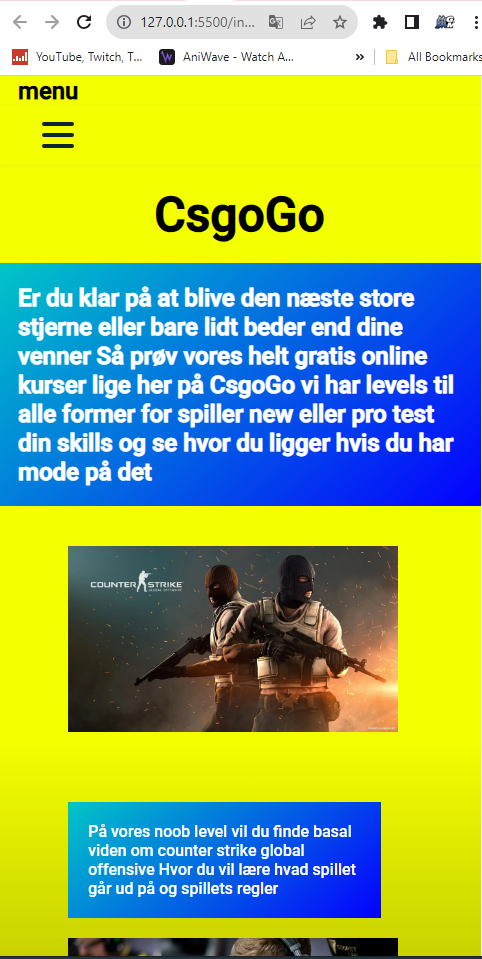 127.0.0.1:5500/in...
YouTube, Twitch, T...
AniWave - Watch A...
»
All Bookmarks
menu
CsgoGo
Er du klar på at blive den næste store
stjerne eller bare lidt beder end dine
venner Så prøv vores helt gratis online
kurser lige her på CsgoGo vi har levels til
alle former for spiller new eller pro test
din skills og se hvor du ligger hvis du har
mode på det
COUNTER STRIKE
GLOBAL OFFENSIVE
På vores noob level vil du finde basal
viden om counter strike global
offensive Hvor du vil lære hvad spillet
går ud på og spillets regler